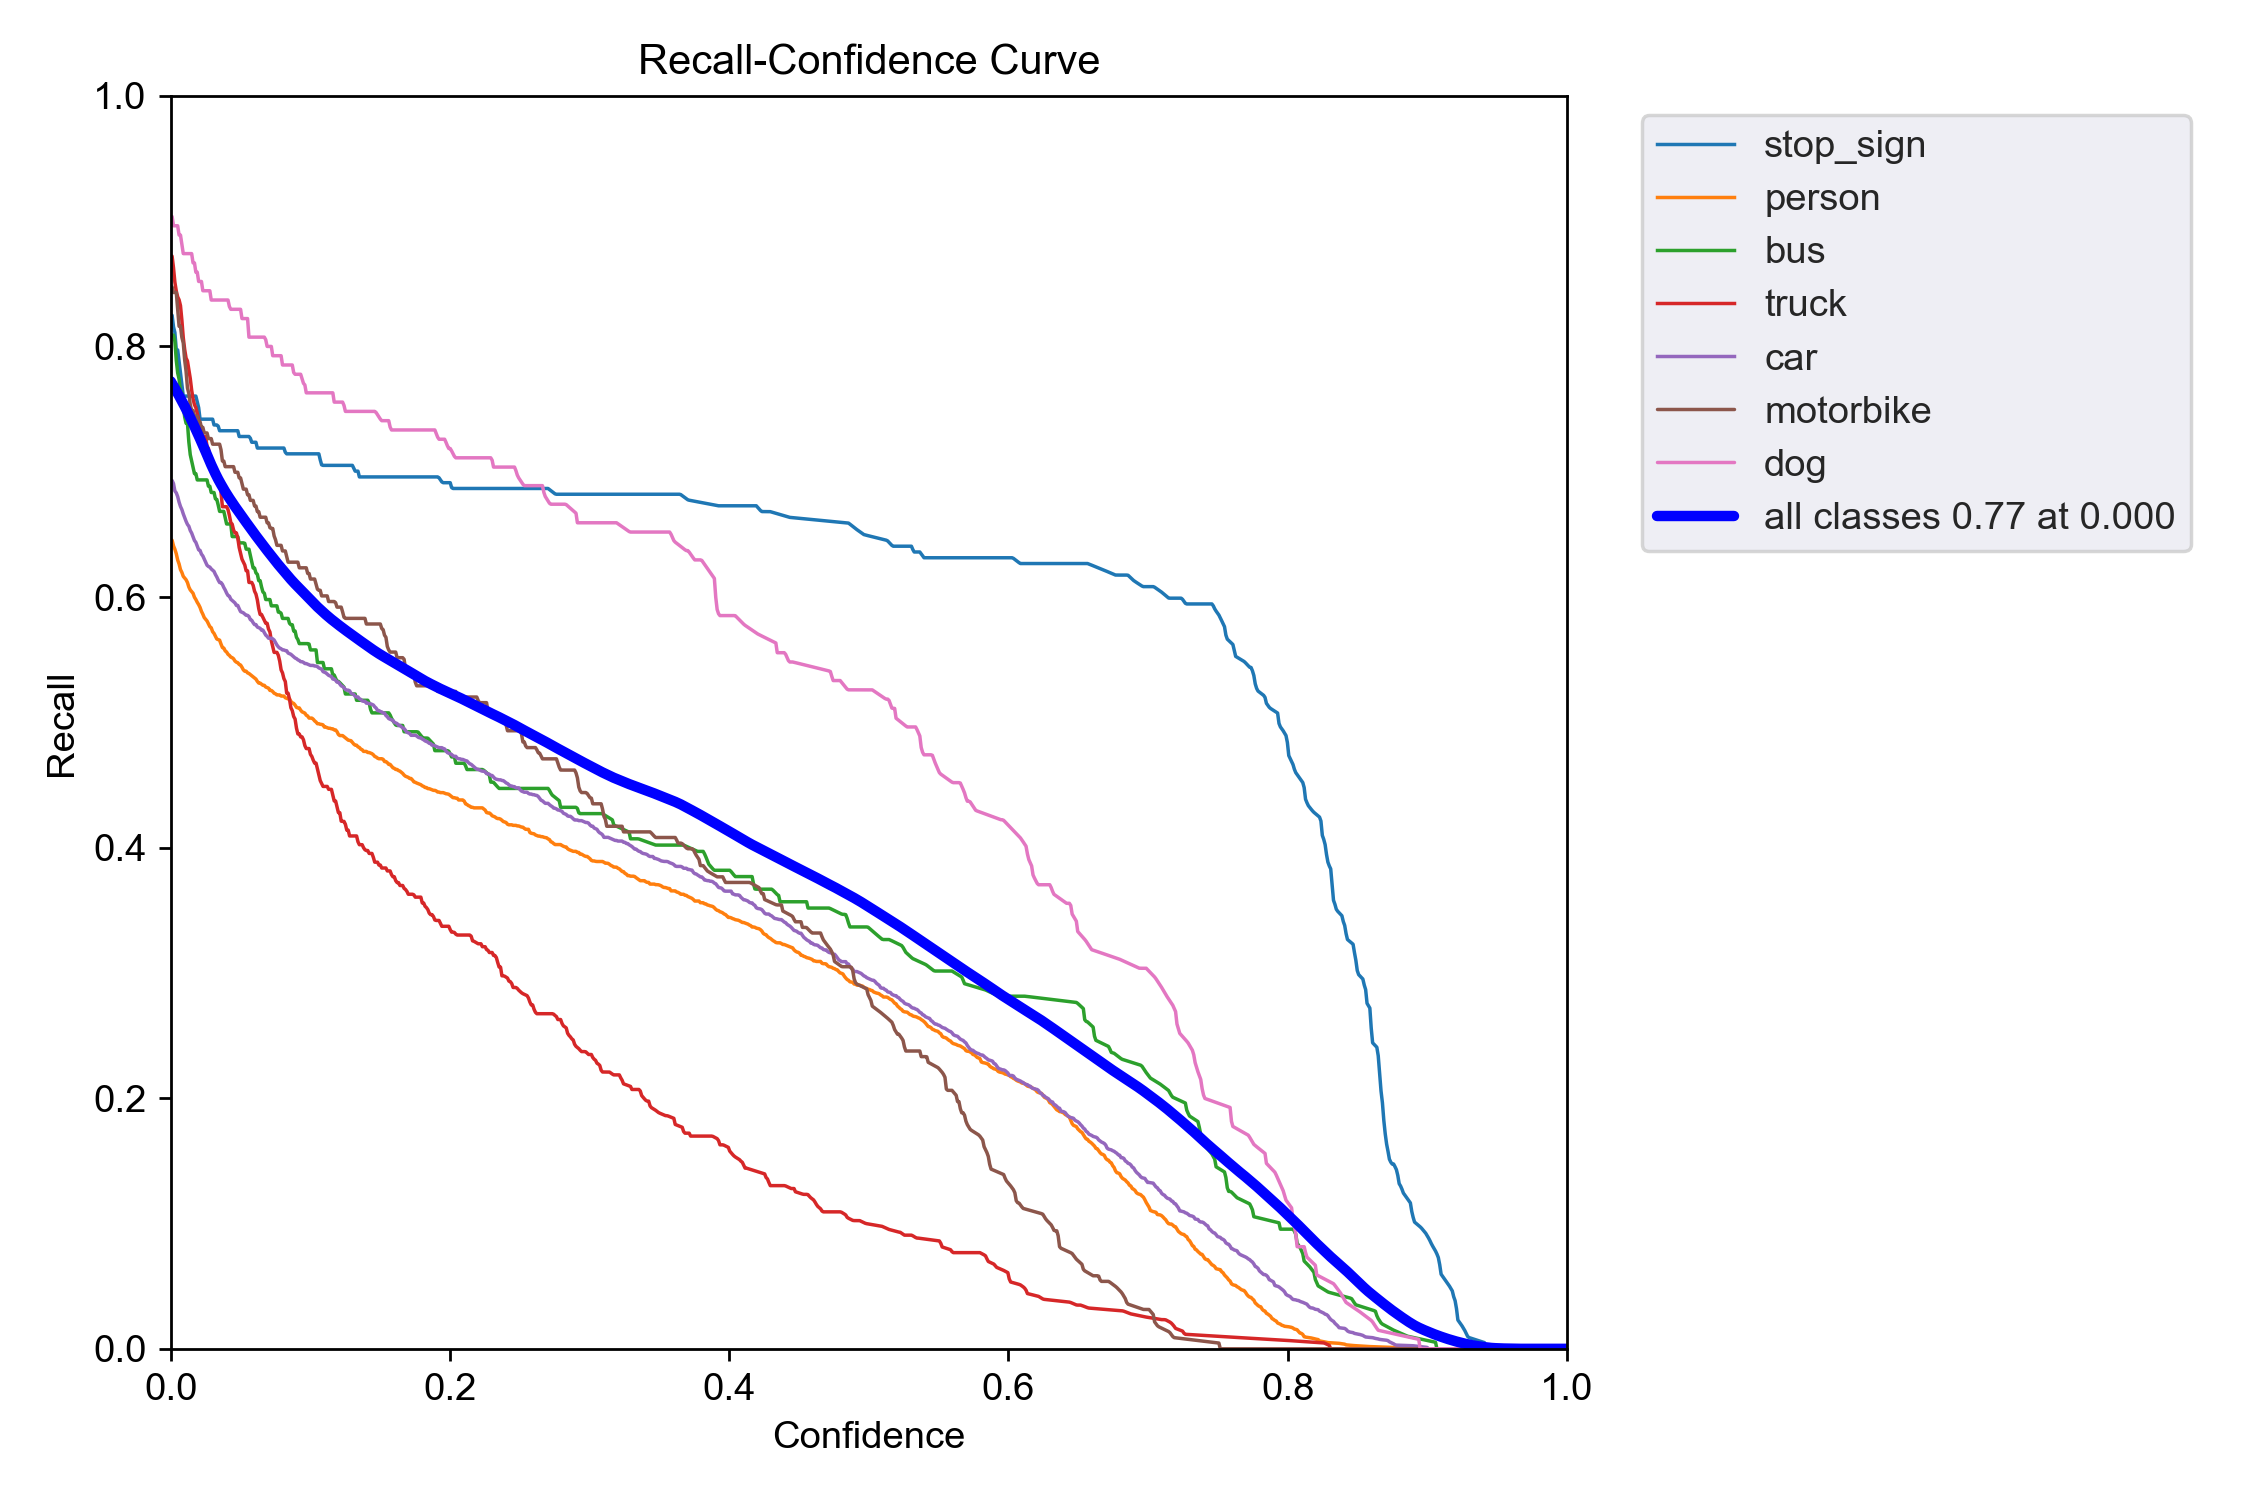 Recall-Confidence Curve
1.0
0.8
0.6
0.4
0.2
0.0
Recall
0.0 0.2 0.4 0.6 0.8 1.0
Confidence
stop_sign
person
bus
truck
car
motorbike
dog
all classes 0.77 at 0.000